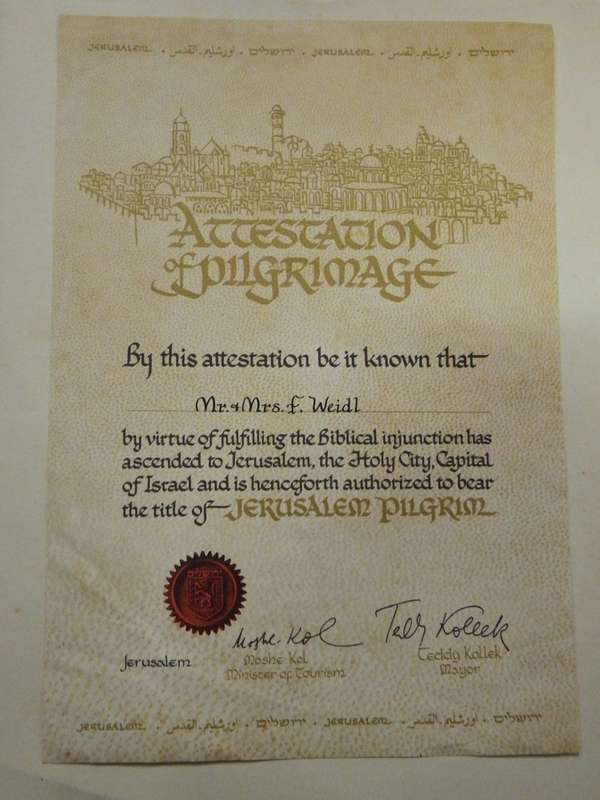 JERUSALEM · اورشليم-القدس · ירושלים · JERUSALEM · اورشليم-القدس · ירושלים
ATTESTATION
of PILGRIMAGE
By this attestation be it known that
Mr. & Mrs. F. Weidl
by virtue of fulfilling the Biblical injunction has
ascended to Jerusalem, the Holy City, Capital
of Israel and is henceforth authorized to bear
the title of JERUSALEM PILGRIM
Moshe Kol Teddy Kollek
Jerusalem Moshe Kol Teddy Kollek
Minister of Tourism Mayor
JERUSALEM · اورشليم-القدس · ירושלים · JERUSALEM · اورشليم-القدس · ירושלים